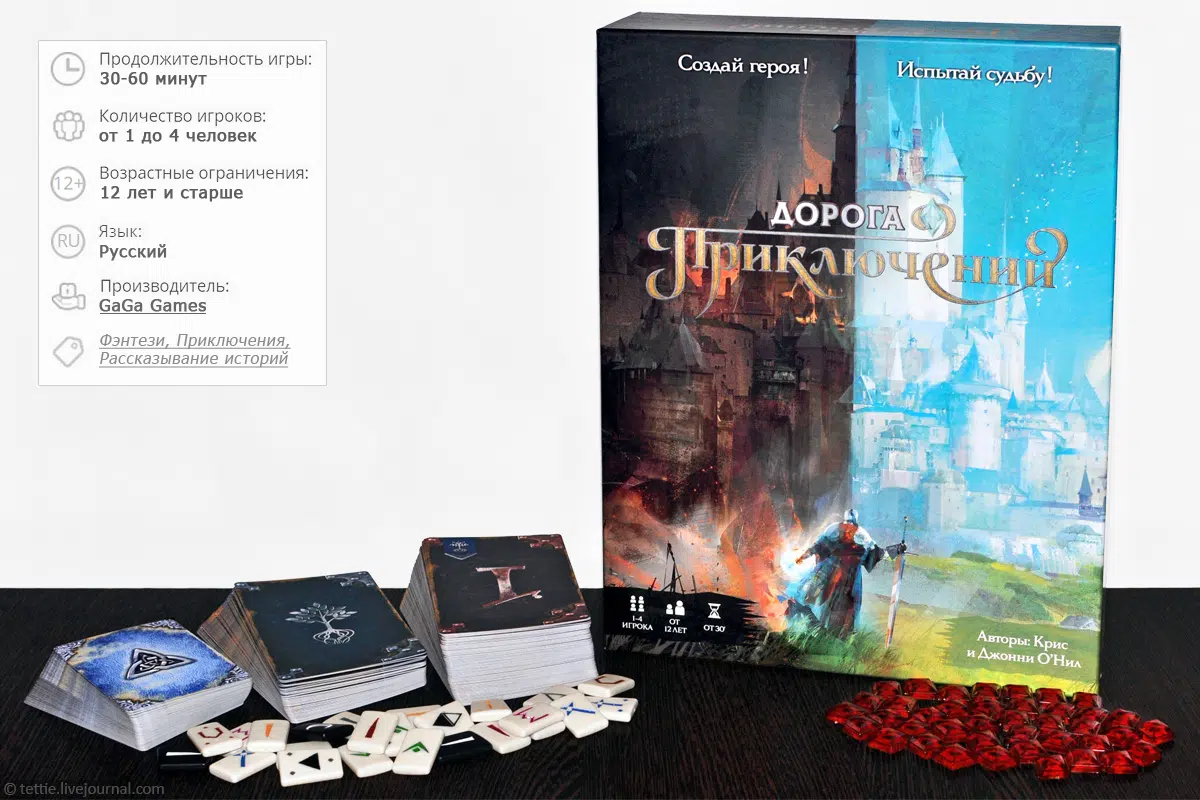 Продолжительность игры:
30-60 минут
Количество игроков:
от 1 до 4 человек
12+
Возрастные ограничения:
12 лет и старше
RU
Язык:
Русский
Производитель:
GaGa Games
Фэнтези, Приключения,
Рассказывание историй
Создай героя!
Испытай судьбу!
ДОРОГА
Приключений
1-4
ИГРОКА
ОТ
12 ЛЕТ
ОТ 30'
Авторы: Крис
и Джонни О'Нил
I
© tettie.livejournal.com